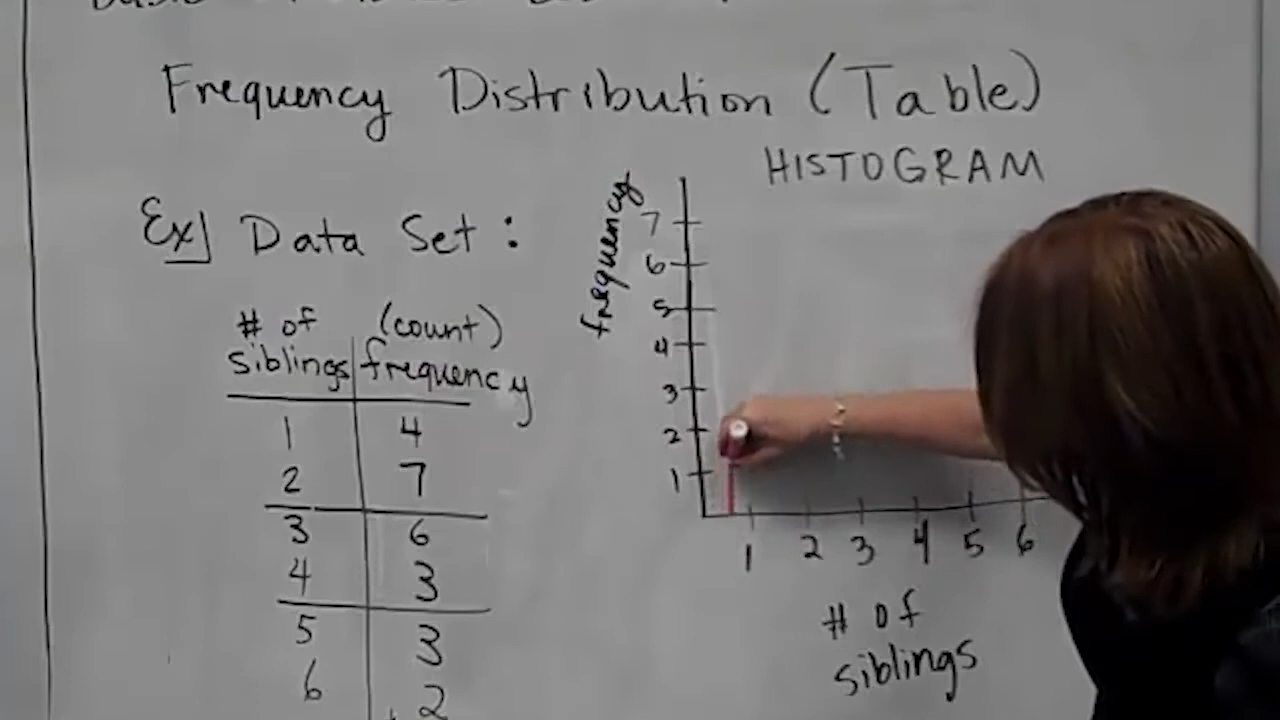 Frequency Distribution (Table)
HISTOGRAM
Ex] Data Set :
# of siblings (count) frequency
1 4
2 7
3 6
4 3
5 3
6 2
frequency
7
6
5
4
3
2
1
1 2 3 4 5 6
# of
siblings